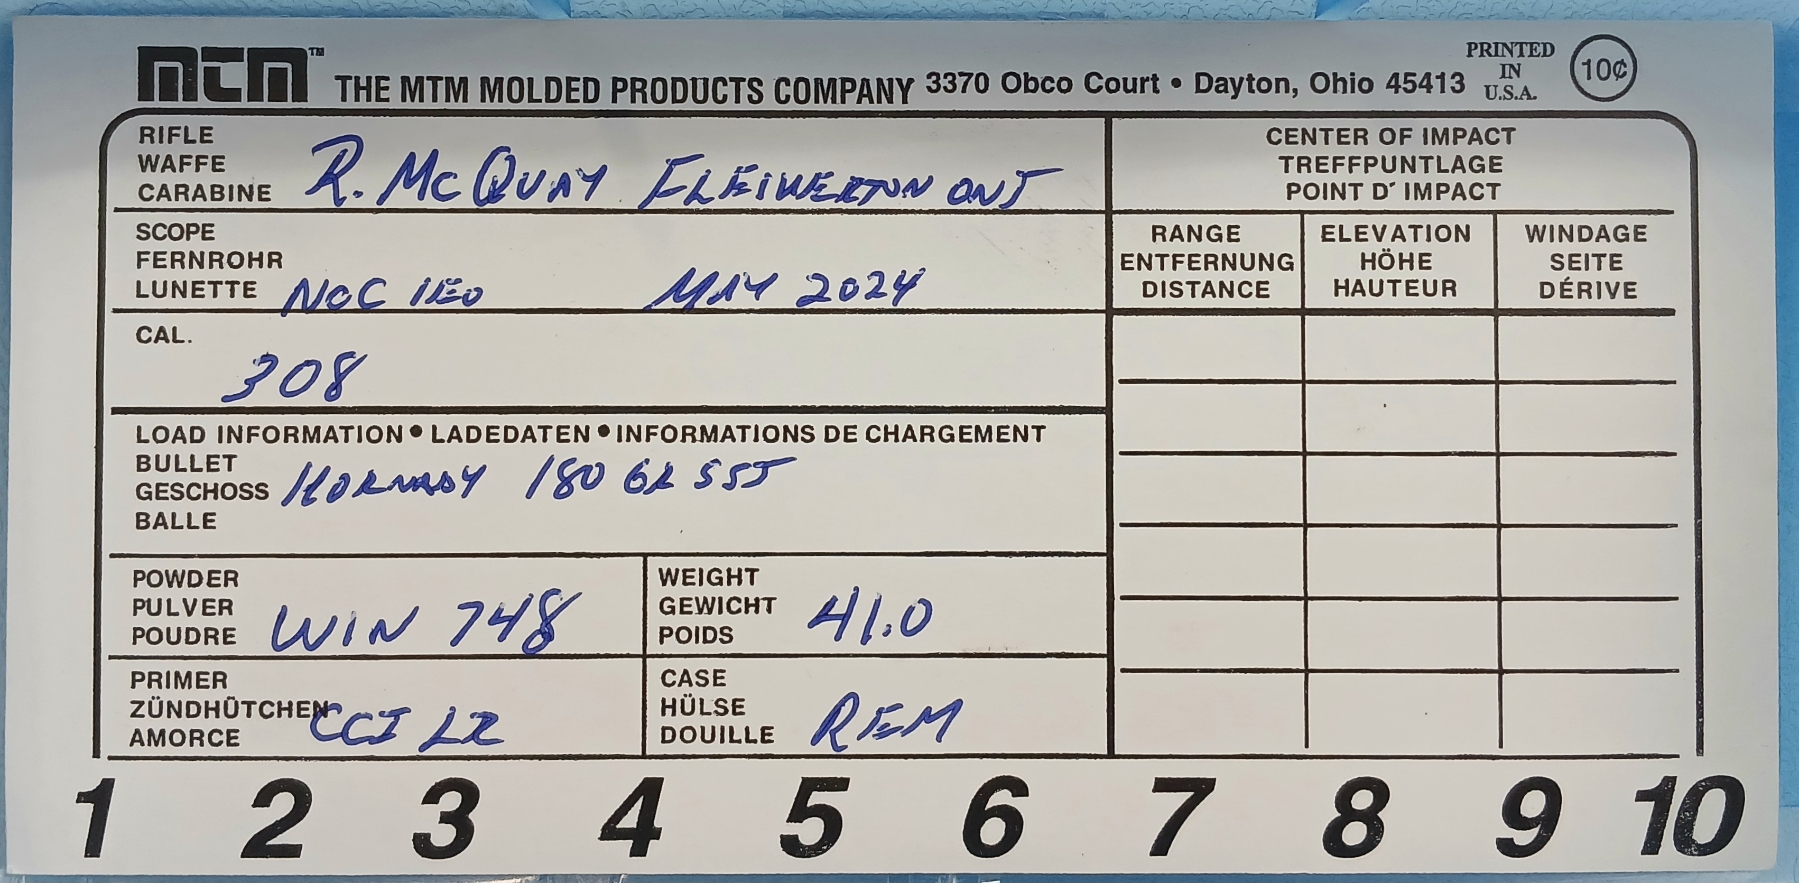 MTM™ THE MTM MOLDED PRODUCTS COMPANY 3370 Obco Court • Dayton, Ohio 45413 PRINTED IN U.S.A. 10¢
RIFLE
WAFFE
CARABINE R. McQUAY ONT
SCOPE
FERNROHR
LUNETTE MAY 2024
CAL.
308
LOAD INFORMATION • LADEDATEN • INFORMATIONS DE CHARGEMENT
BULLET
GESCHOSS HORNADY 180 GR SST
BALLE
POWDER
PULVER
POUDRE WIN 748
WEIGHT
GEWICHT
POIDS 41.0
PRIMER
ZÜNDHÜTCHEN
AMORCE CCI LR
CASE
HÜLSE
DOUILLE REM
CENTER OF IMPACT
TREFFPUNTLAGE
POINT D' IMPACT
RANGE
ENTFERNUNG
DISTANCE
ELEVATION
HÖHE
HAUTEUR
WINDAGE
SEITE
DÉRIVE
1 2 3 4 5 6 7 8 9 10